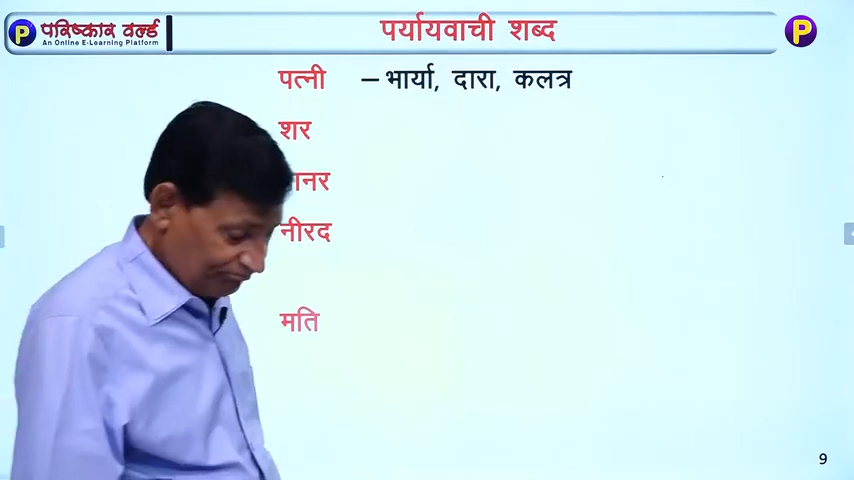 परिष्कार वर्ल्ड
An Online E-Learning Platform
पर्यायवाची शब्द
पत्नी – भार्या, दारा, कलत्र
शर
नीरद
मति
9